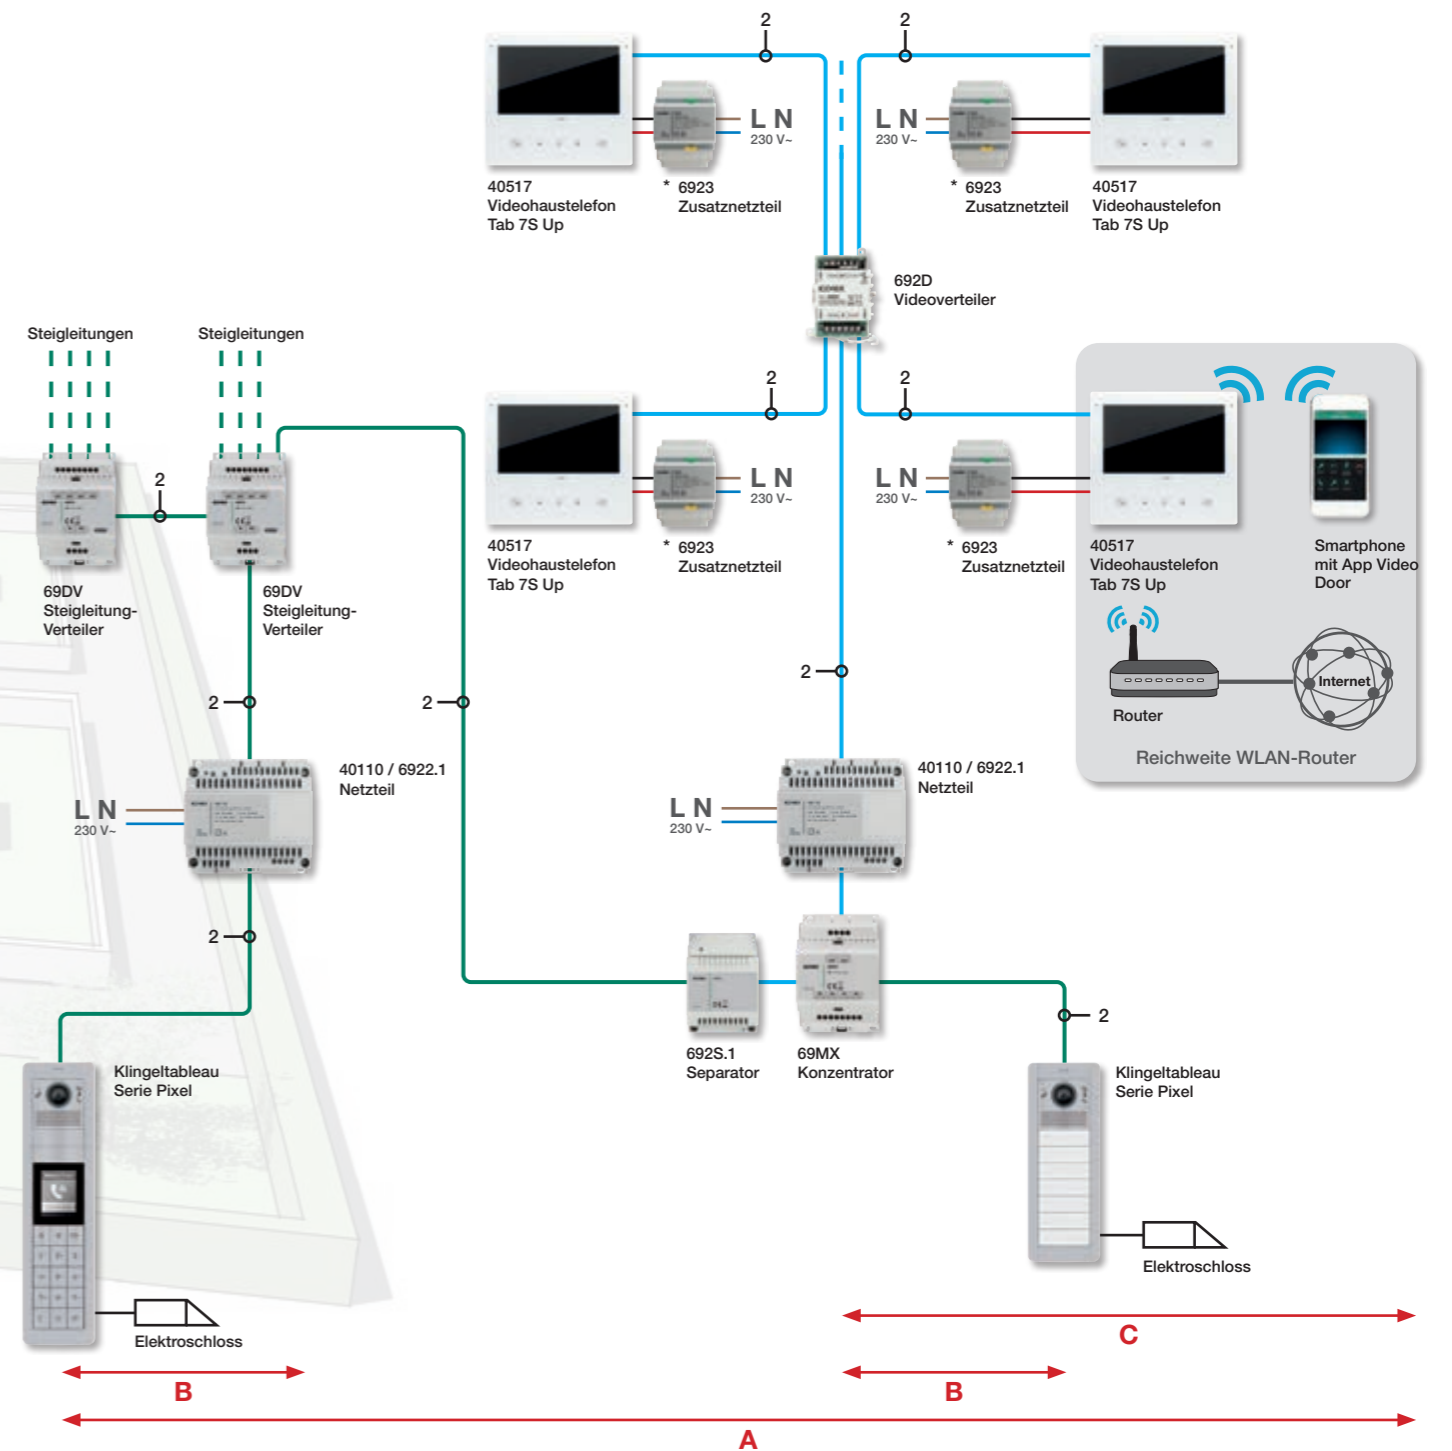 2
2
L N
230 V~
L N
230 V~
40517
Videohaustelefon
Tab 7S Up
* 6923
Zusatznetzteil
* 6923
Zusatznetzteil
40517
Videohaustelefon
Tab 7S Up
692D
Videoverteiler
Steigleitungen
Steigleitungen
2
2
2
L N
230 V~
L N
230 V~
40517
Videohaustelefon
Tab 7S Up
* 6923
Zusatznetzteil
* 6923
Zusatznetzteil
40517
Videohaustelefon
Tab 7S Up
Smartphone
mit App Video
Door
69DV
Steigleitung-
Verteiler
69DV
Steigleitung-
Verteiler
2
2
2
Internet
Router
Reichweite WLAN-Router
40110 / 6922.1
Netzteil
L N
230 V~
40110 / 6922.1
Netzteil
L N
230 V~
2
2
692S.1
Separator
69MX
Konzentrator
Klingeltableau
Serie Pixel
Klingeltableau
Serie Pixel
Elektroschloss
Elektroschloss
C
B
B
A